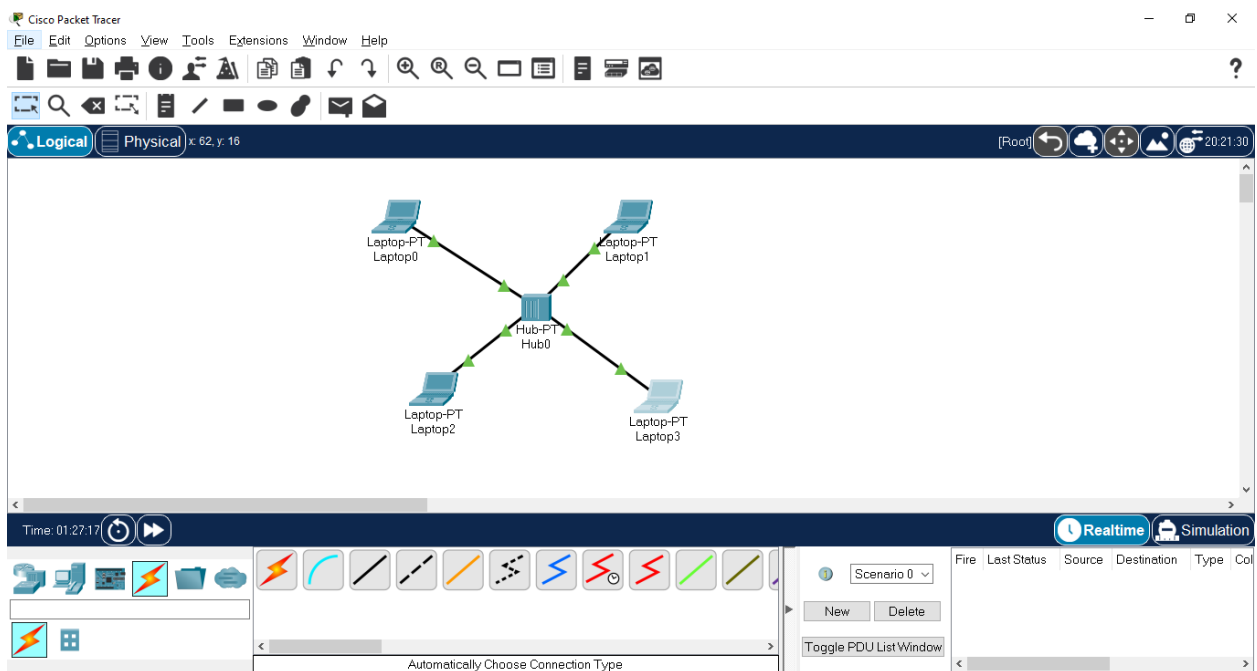 Cisco Packet Tracer
File Edit Options View Tools Extensions Window Help
?
Logical Physical x: 62, y: 16 [Root] 20:21:30
Laptop-PT
Laptop0
Laptop-PT
Laptop1
Hub-PT
Hub0
Laptop-PT
Laptop2
Laptop-PT
Laptop3
Time: 01:27:17 Realtime Simulation
Scenario 0
New Delete
Toggle PDU List Window
Fire Last Status Source Destination Type Col
Automatically Choose Connection Type